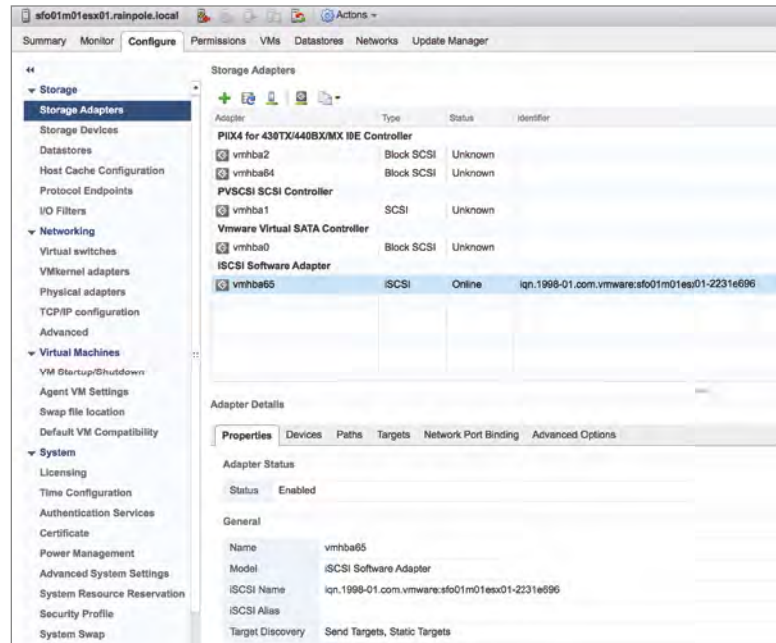 sfo01m01esx01.rainpole.local Actions
Summary Monitor Configure Permissions VMs Datastores Networks Update Manager
Storage
Storage Adapters
Storage Devices
Datastores
Host Cache Configuration
Protocol Endpoints
I/O Filters
Networking
Virtual switches
VMkernel adapters
Physical adapters
TCP/IP configuration
Advanced
Virtual Machines
VM Startup/Shutdown
Agent VM Settings
Swap file location
Default VM Compatibility
System
Licensing
Time Configuration
Authentication Services
Certificate
Power Management
Advanced System Settings
System Resource Reservation
Security Profile
System Swap
Storage Adapters
Adapter Type Status Identifier
PIIX4 for 430TX/440BX/MX IDE Controller
vmhba2 Block SCSI Unknown
vmhba64 Block SCSI Unknown
PVSCSI SCSI Controller
vmhba1 SCSI Unknown
Vmware Virtual SATA Controller
vmhba0 Block SCSI Unknown
iSCSI Software Adapter
vmhba65 iSCSI Online iqn.1998-01.com.vmware:sfo01m01esx01-2231e696
Adapter Details
Properties Devices Paths Targets Network Port Binding Advanced Options
Adapter Status
Status Enabled
General
Name vmhba65
Model iSCSI Software Adapter
iSCSI Name iqn.1998-01.com.vmware:sfo01m01esx01-2231e696
iSCSI Alias
Target Discovery Send Targets, Static Targets